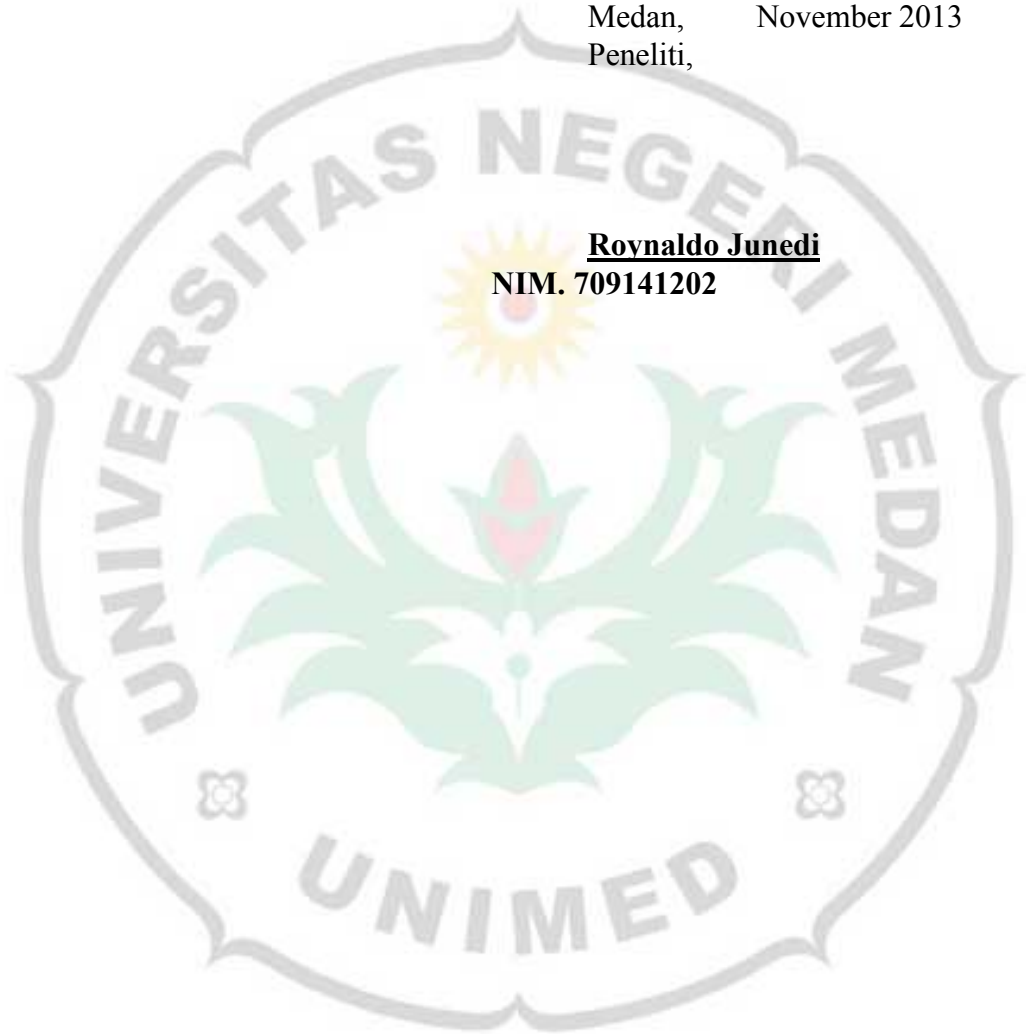 Medan, November 2013
Peneliti,
Roynaldo Junedi
NIM. 709141202
UNIVERSITAS NEGERI MEDAN
UNIMED